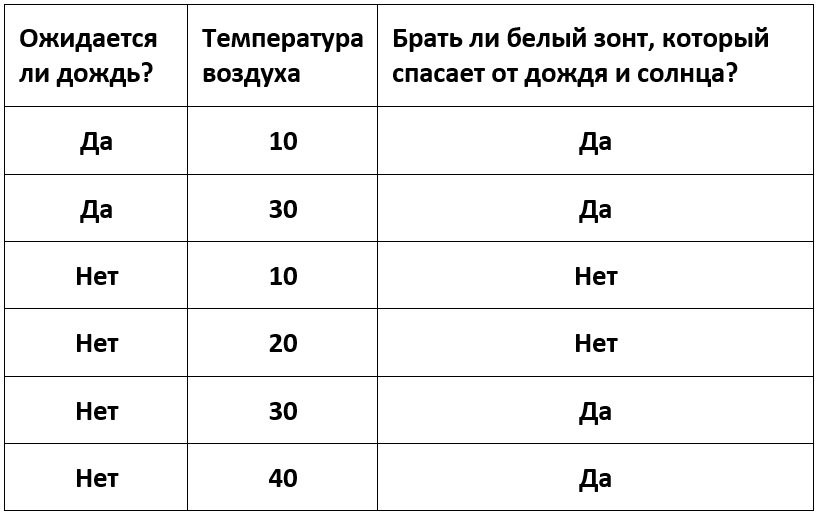 Ожидается ли дождь? Температура воздуха Брать ли белый зонт, который спасает от дождя и солнца?
Да 10 Да
Да 30 Да
Нет 10 Нет
Нет 20 Нет
Нет 30 Да
Нет 40 Да